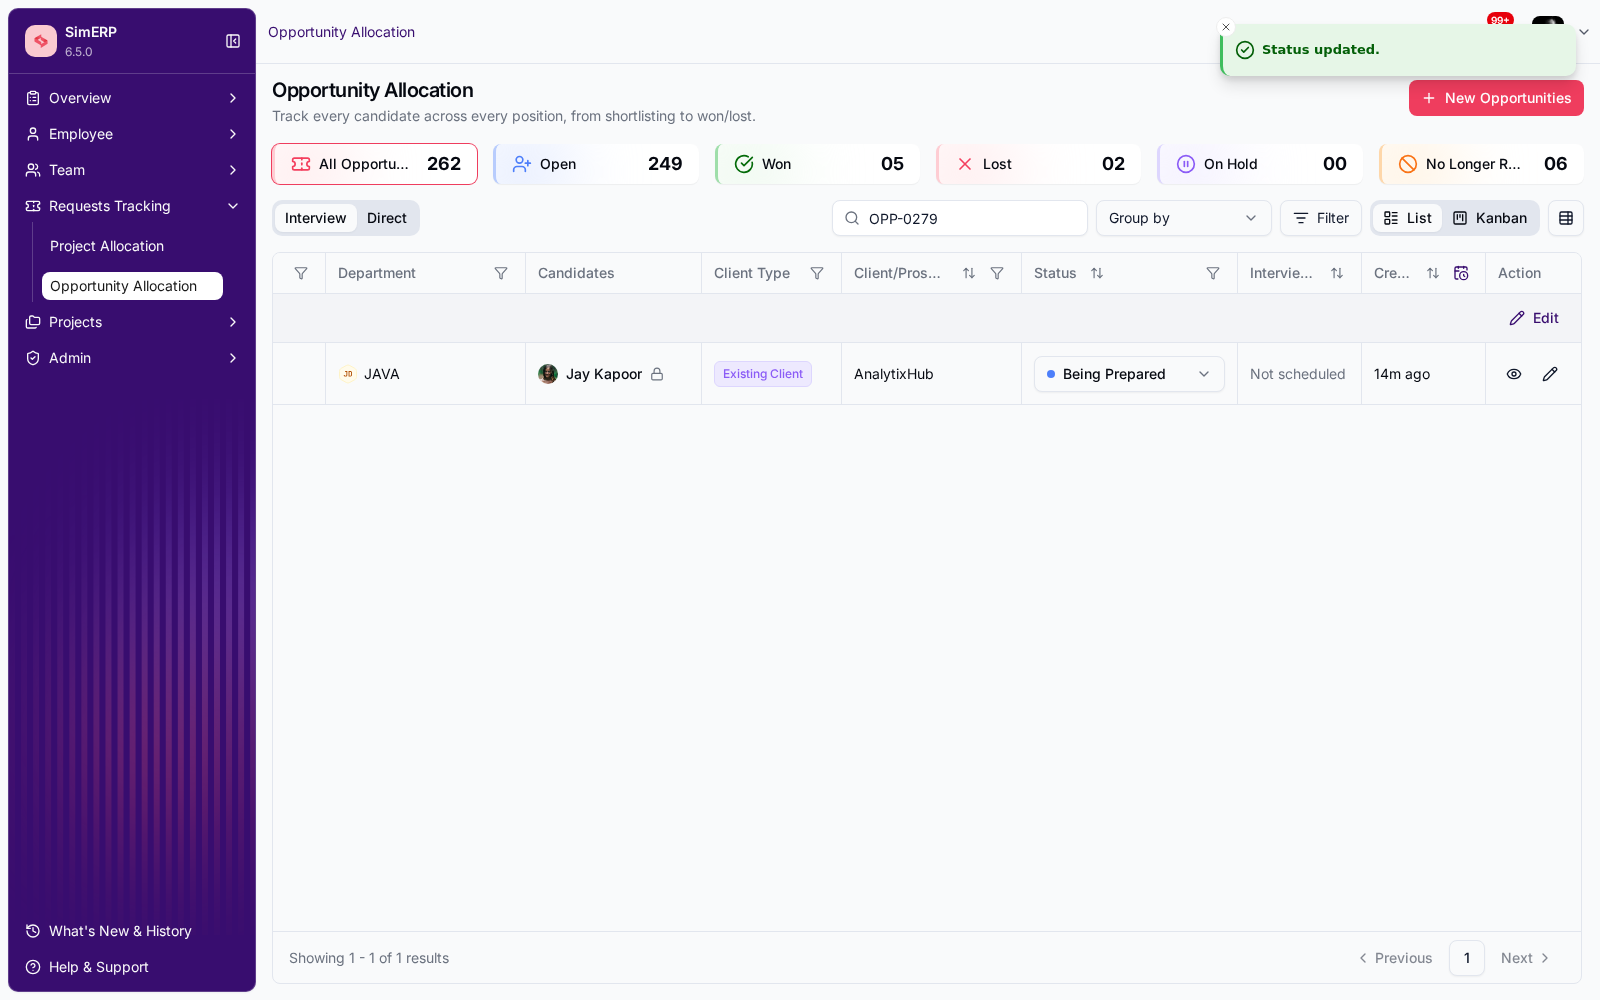 SimERP
6.5.0
Overview
Employee
Team
Requests Tracking
Project Allocation
Opportunity Allocation
Projects
Admin
What's New & History
Help & Support
Opportunity Allocation
99+
Status updated.
Opportunity Allocation
Track every candidate across every position, from shortlisting to won/lost.
New Opportunities
All Opportu... 262
Open 249
Won 05
Lost 02
On Hold 00
No Longer R... 06
Interview Direct
OPP-0279
Group by
Filter
List
Kanban
Department Candidates Client Type Client/Pros... Status Intervie... Cre... Action
Edit
JD JAVA Jay Kapoor Existing Client AnalytixHub Being Prepared Not scheduled 14m ago
Showing 1 - 1 of 1 results
Previous 1 Next